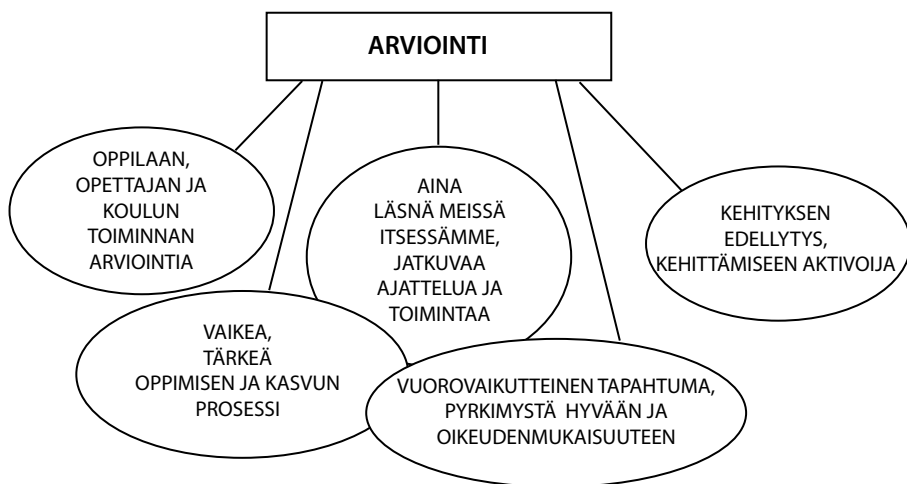 ARVIOINTI
OPPILAAN,
OPETTAJAN JA
KOULUN
TOIMINNAN
ARVIOINTIA
AINA
LÄSNÄ MEISSÄ
ITSESSÄMME,
JATKUVAA
AJATTELUA JA
TOIMINTAA
KEHITYKSEN
EDELLYTYS,
KEHITTÄMISEEN AKTIVOIJA
VAIKEA,
TÄRKEÄ
OPPIMISEN JA KASVUN
PROSESSI
VUOROVAIKUTTEINEN TAPAHTUMA,
PYRKIMYSTÄ HYVÄÄN JA
OIKEUDENMUKAISUUTEEN